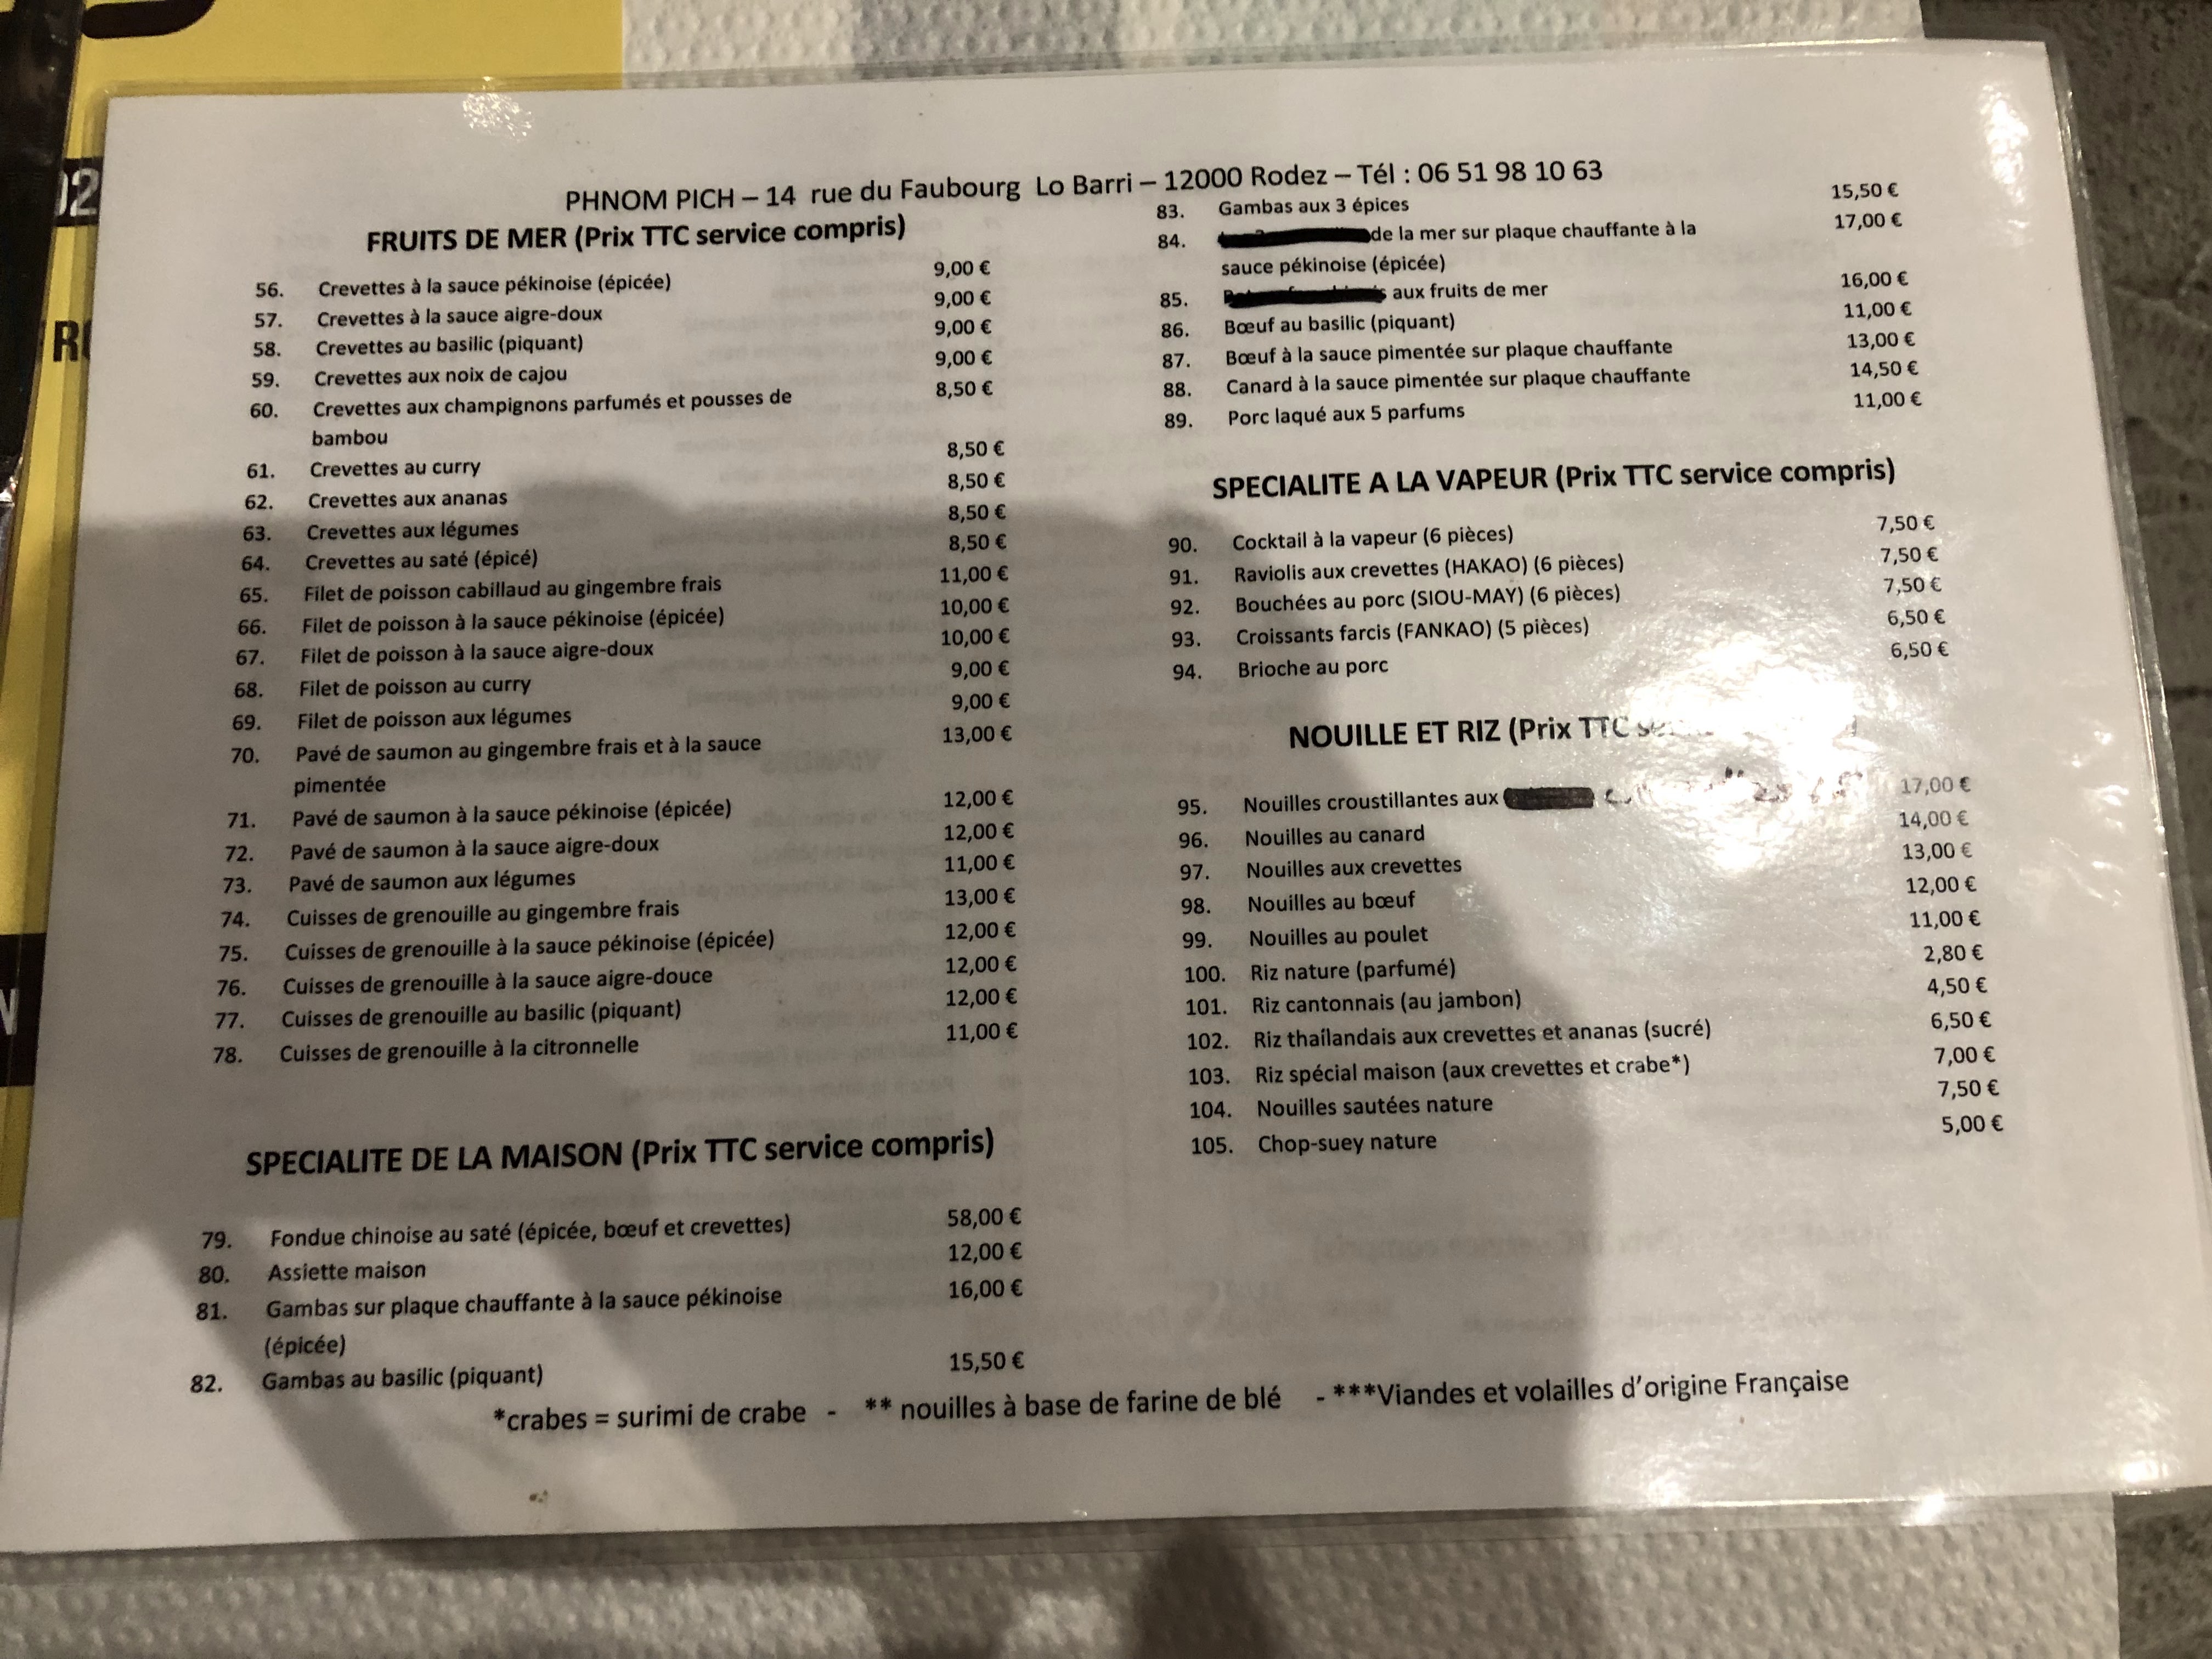 PHNOM PICH – 14 rue du Faubourg Lo Barri – 12000 Rodez – Tél : 06 51 98 10 63
FRUITS DE MER (Prix TTC service compris)
56. Crevettes à la sauce pékinoise (épicée) 9,00 €
57. Crevettes à la sauce aigre-doux 9,00 €
58. Crevettes au basilic (piquant) 9,00 €
59. Crevettes aux noix de cajou 9,00 €
60. Crevettes aux champignons parfumés et pousses de 8,50 €
bambou
61. Crevettes au curry 8,50 €
62. Crevettes aux ananas 8,50 €
63. Crevettes aux légumes 8,50 €
64. Crevettes au saté (épicé) 8,50 €
65. Filet de poisson cabillaud au gingembre frais 11,00 €
66. Filet de poisson à la sauce pékinoise (épicée) 10,00 €
67. Filet de poisson à la sauce aigre-doux 10,00 €
68. Filet de poisson au curry 9,00 €
69. Filet de poisson aux légumes 9,00 €
70. Pavé de saumon au gingembre frais et à la sauce 13,00 €
pimentée
71. Pavé de saumon à la sauce pékinoise (épicée) 12,00 €
72. Pavé de saumon à la sauce aigre-doux 12,00 €
73. Pavé de saumon aux légumes 11,00 €
74. Cuisses de grenouille au gingembre frais 13,00 €
75. Cuisses de grenouille à la sauce pékinoise (épicée) 12,00 €
76. Cuisses de grenouille à la sauce aigre-douce 12,00 €
77. Cuisses de grenouille au basilic (piquant) 12,00 €
78. Cuisses de grenouille à la citronnelle 11,00 €
SPECIALITE DE LA MAISON (Prix TTC service compris)
79. Fondue chinoise au saté (épicée, bœuf et crevettes) 58,00 €
80. Assiette maison 12,00 €
81. Gambas sur plaque chauffante à la sauce pékinoise 16,00 €
(épicée)
82. Gambas au basilic (piquant) 15,50 €
83. Gambas aux 3 épices 15,50 €
84. de la mer sur plaque chauffante à la 17,00 €
sauce pékinoise (épicée)
85. aux fruits de mer 16,00 €
86. Bœuf au basilic (piquant) 11,00 €
87. Bœuf à la sauce pimentée sur plaque chauffante 13,00 €
88. Canard à la sauce pimentée sur plaque chauffante 14,50 €
89. Porc laqué aux 5 parfums 11,00 €
SPECIALITE A LA VAPEUR (Prix TTC service compris)
90. Cocktail à la vapeur (6 pièces) 7,50 €
91. Raviolis aux crevettes (HAKAO) (6 pièces) 7,50 €
92. Bouchées au porc (SIOU-MAY) (6 pièces) 7,50 €
93. Croissants farcis (FANKAO) (5 pièces) 6,50 €
94. Brioche au porc 6,50 €
NOUILLE ET RIZ (Prix TTC
95. Nouilles croustillantes aux 17,00 €
96. Nouilles au canard 14,00 €
97. Nouilles aux crevettes 13,00 €
98. Nouilles au bœuf 12,00 €
99. Nouilles au poulet 11,00 €
100. Riz nature (parfumé) 2,80 €
101. Riz cantonnais (au jambon) 4,50 €
102. Riz thaïlandais aux crevettes et ananas (sucré) 6,50 €
103. Riz spécial maison (aux crevettes et crabe*) 7,00 €
104. Nouilles sautées nature 7,50 €
105. Chop-suey nature 5,00 €
*crabes = surimi de crabe - ** nouilles à base de farine de blé - ***Viandes et volailles d'origine Française